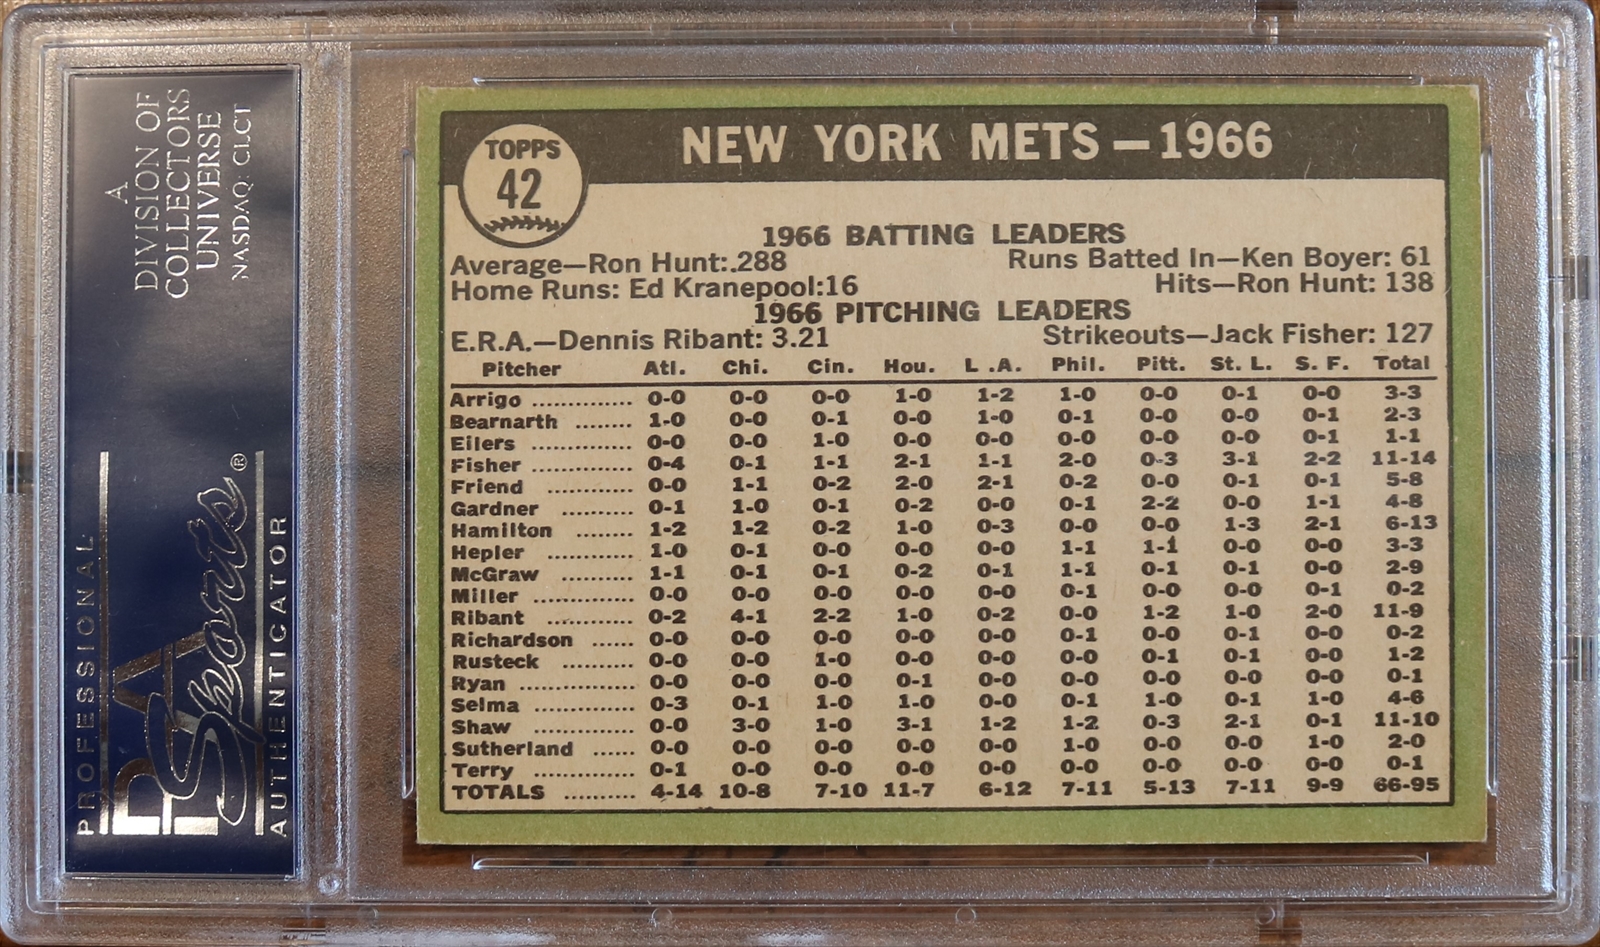 A
DIVISION OF
COLLECTORS
UNIVERSE
NASDAQ: CLCT
PROFESSIONAL
PSA
Sports®
AUTHENTICATOR
TOPPS
42
NEW YORK METS — 1966
1966 BATTING LEADERS
Average—Ron Hunt:.288 Runs Batted In—Ken Boyer: 61
Home Runs: Ed Kranepool:16 Hits—Ron Hunt: 138
1966 PITCHING LEADERS
E.R.A.—Dennis Ribant: 3.21 Strikeouts—Jack Fisher: 127
Pitcher Atl. Chi. Cin. Hou. L .A. Phil. Pitt. St. L. S. F. Total
Arrigo .............. 0-0 0-0 0-0 1-0 1-2 1-0 0-0 0-1 0-0 3-3
Bearnarth ........ 1-0 0-0 0-1 0-0 1-0 0-1 0-0 0-0 0-1 2-3
Eilers .............. 0-0 0-0 1-0 0-0 0-0 0-0 0-0 0-0 0-1 1-1
Fisher .............. 0-4 0-1 1-1 2-1 1-1 2-0 0-3 3-1 2-2 11-14
Friend ............ 0-0 1-1 0-2 2-0 2-1 0-2 0-0 0-1 0-1 5-8
Gardner .......... 0-1 1-0 0-1 0-2 0-0 0-1 2-2 0-0 1-1 4-8
Hamilton ........ 1-2 1-2 0-2 1-0 0-3 0-0 0-0 1-3 2-1 6-13
Hepler .......... 1-0 0-1 0-0 0-0 0-0 1-1 1-1 0-0 0-0 3-3
McGraw .......... 1-1 0-1 0-1 0-2 0-1 1-1 0-1 0-1 0-0 2-9
Miller .............. 0-0 0-0 0-0 0-0 0-0 0-1 0-0 0-0 0-1 0-2
Ribant ............ 0-2 4-1 2-2 1-0 0-2 0-0 1-2 1-0 2-0 11-9
Richardson ...... 0-0 0-0 0-0 0-0 0-0 0-1 0-0 0-1 0-0 0-2
Rusteck .......... 0-0 0-0 1-0 0-0 0-0 0-0 0-1 0-1 0-0 1-2
Ryan ................ 0-0 0-0 0-0 0-1 0-0 0-0 0-0 0-0 0-0 0-1
Selma .............. 0-3 0-1 1-0 1-0 0-0 0-1 1-0 0-1 1-0 4-6
Shaw .............. 0-0 3-0 1-0 3-1 1-2 1-2 0-3 2-1 0-1 11-10
Sutherland ...... 0-0 0-0 0-0 0-0 0-0 1-0 0-0 0-0 1-0 2-0
Terry .............. 0-1 0-0 0-0 0-0 0-0 0-0 0-0 0-0 0-0 0-1
TOTALS .......... 4-14 10-8 7-10 11-7 6-12 7-11 5-13 7-11 9-9 66-95